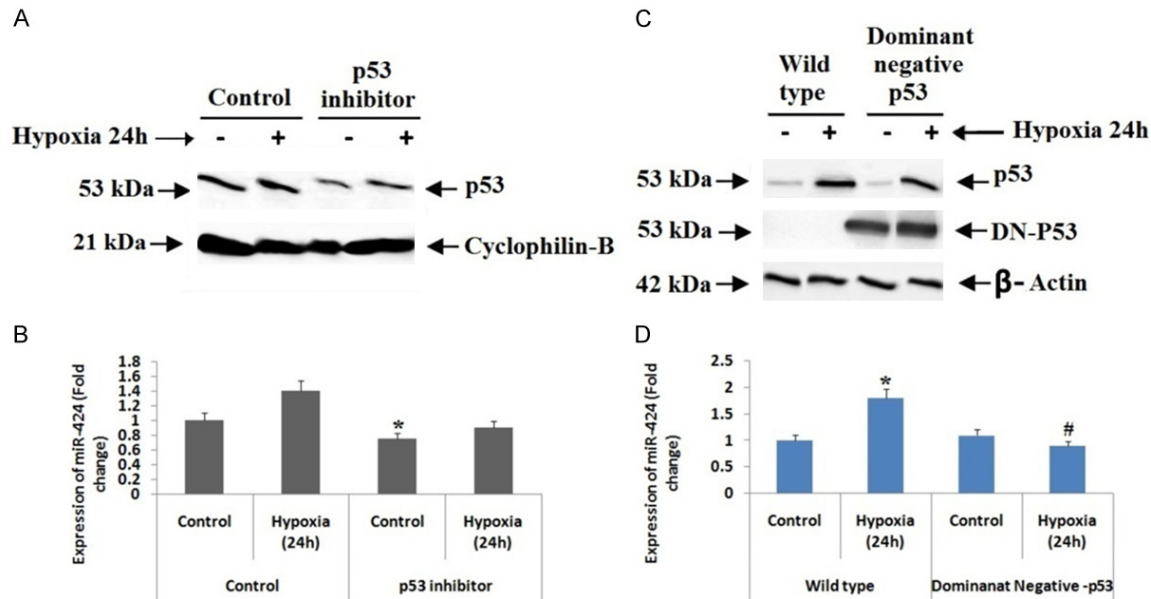 A
p53
Control inhibitor
Hypoxia 24h - + - +
53 kDa p53
21 kDa Cyclophilin-B
B
Expression of miR-424 (Fold
change)
1.8
1.6
1.4
1.2
1
0.8
0.6
0.4
0.2
0
*
Control Hypoxia Control Hypoxia
(24h) (24h)
Control p53 inhibitor
C
Dominant
Wild negative
type p53
- + - + Hypoxia 24h
53 kDa p53
53 kDa DN-P53
42 kDa β- Actin
D
Expression of miR-424 (Fold
change)
2.5
2
1.5
1
0.5
0
*
#
Control Hypoxia Control Hypoxia
(24h) (24h)
Wild type Dominanat Negative -p53